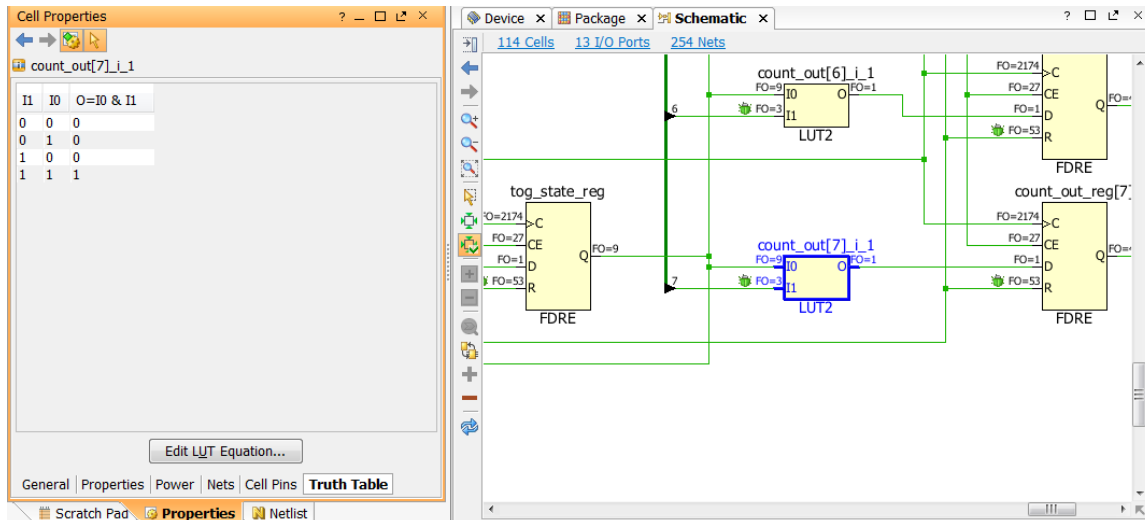 Cell Properties
?
count_out[7]_i_1
I1 I0 O=I0 & I1
0 0 0
0 1 0
1 0 0
1 1 1
Edit LUT Equation...
General Properties Power Nets Cell Pins Truth Table
Scratch Pad Properties Netlist
Device Package Schematic
?
114 Cells 13 I/O Ports 254 Nets
count_out[6]_i_1
FO=9 I0 O FO=1
FO=3 I1
LUT2
6
FO=2174 C
FO=27 CE
FO=1 D
FO=53 R
Q
FDRE
tog_state_reg
FO=2174 C
FO=27 CE
FO=1 D
FO=53 R
Q FO=9
FDRE
count_out[7]_i_1
FO=9 I0 O FO=1
FO=3 I1
LUT2
7
count_out_reg[7]
FO=2174 C
FO=27 CE
FO=1 D
FO=53 R
Q
FDRE